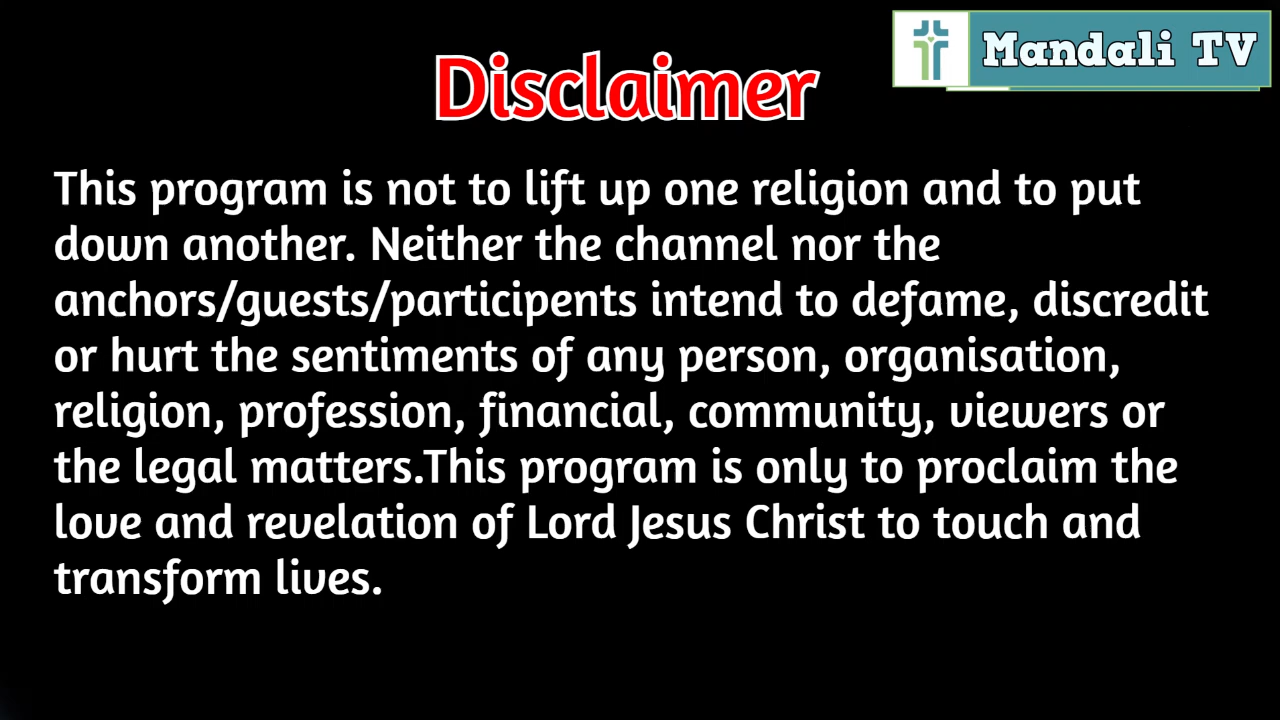 Mandali TV
Disclaimer
This program is not to lift up one religion and to put
down another. Neither the channel nor the
anchors/guests/participents intend to defame, discredit
or hurt the sentiments of any person, organisation,
religion, profession, financial, community, viewers or
the legal matters.This program is only to proclaim the
love and revelation of Lord Jesus Christ to touch and
transform lives.